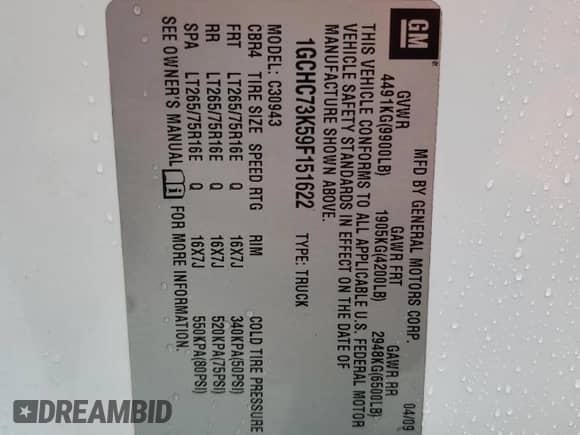 GM
MFD BY GENERAL MOTORS CORP. 04/09
GVWR GAWR FRT GAWR RR
4491KG(9900LB) 1905KG(4200LB) 2948KG(6500LB)
THIS VEHICLE CONFORMS TO ALL APPLICABLE U.S. FEDERAL MOTOR
VEHICLE SAFETY STANDARDS IN EFFECT ON THE DATE OF
MANUFACTURE SHOWN ABOVE.
1GCHC73K59F151622 TYPE: TRUCK
MODEL: C30943
CBR4 TIRE SIZE SPEED RTG RIM COLD TIRE PRESSURE
FRT LT265/75R16E Q 16X7J 340KPA(50PSI)
RR LT265/75R16E Q 16X7J 520KPA(75PSI)
SPA LT265/75R16E Q 16X7J 550KPA(80PSI)
SEE OWNER'S MANUAL FOR MORE INFORMATION.
DREAMBID